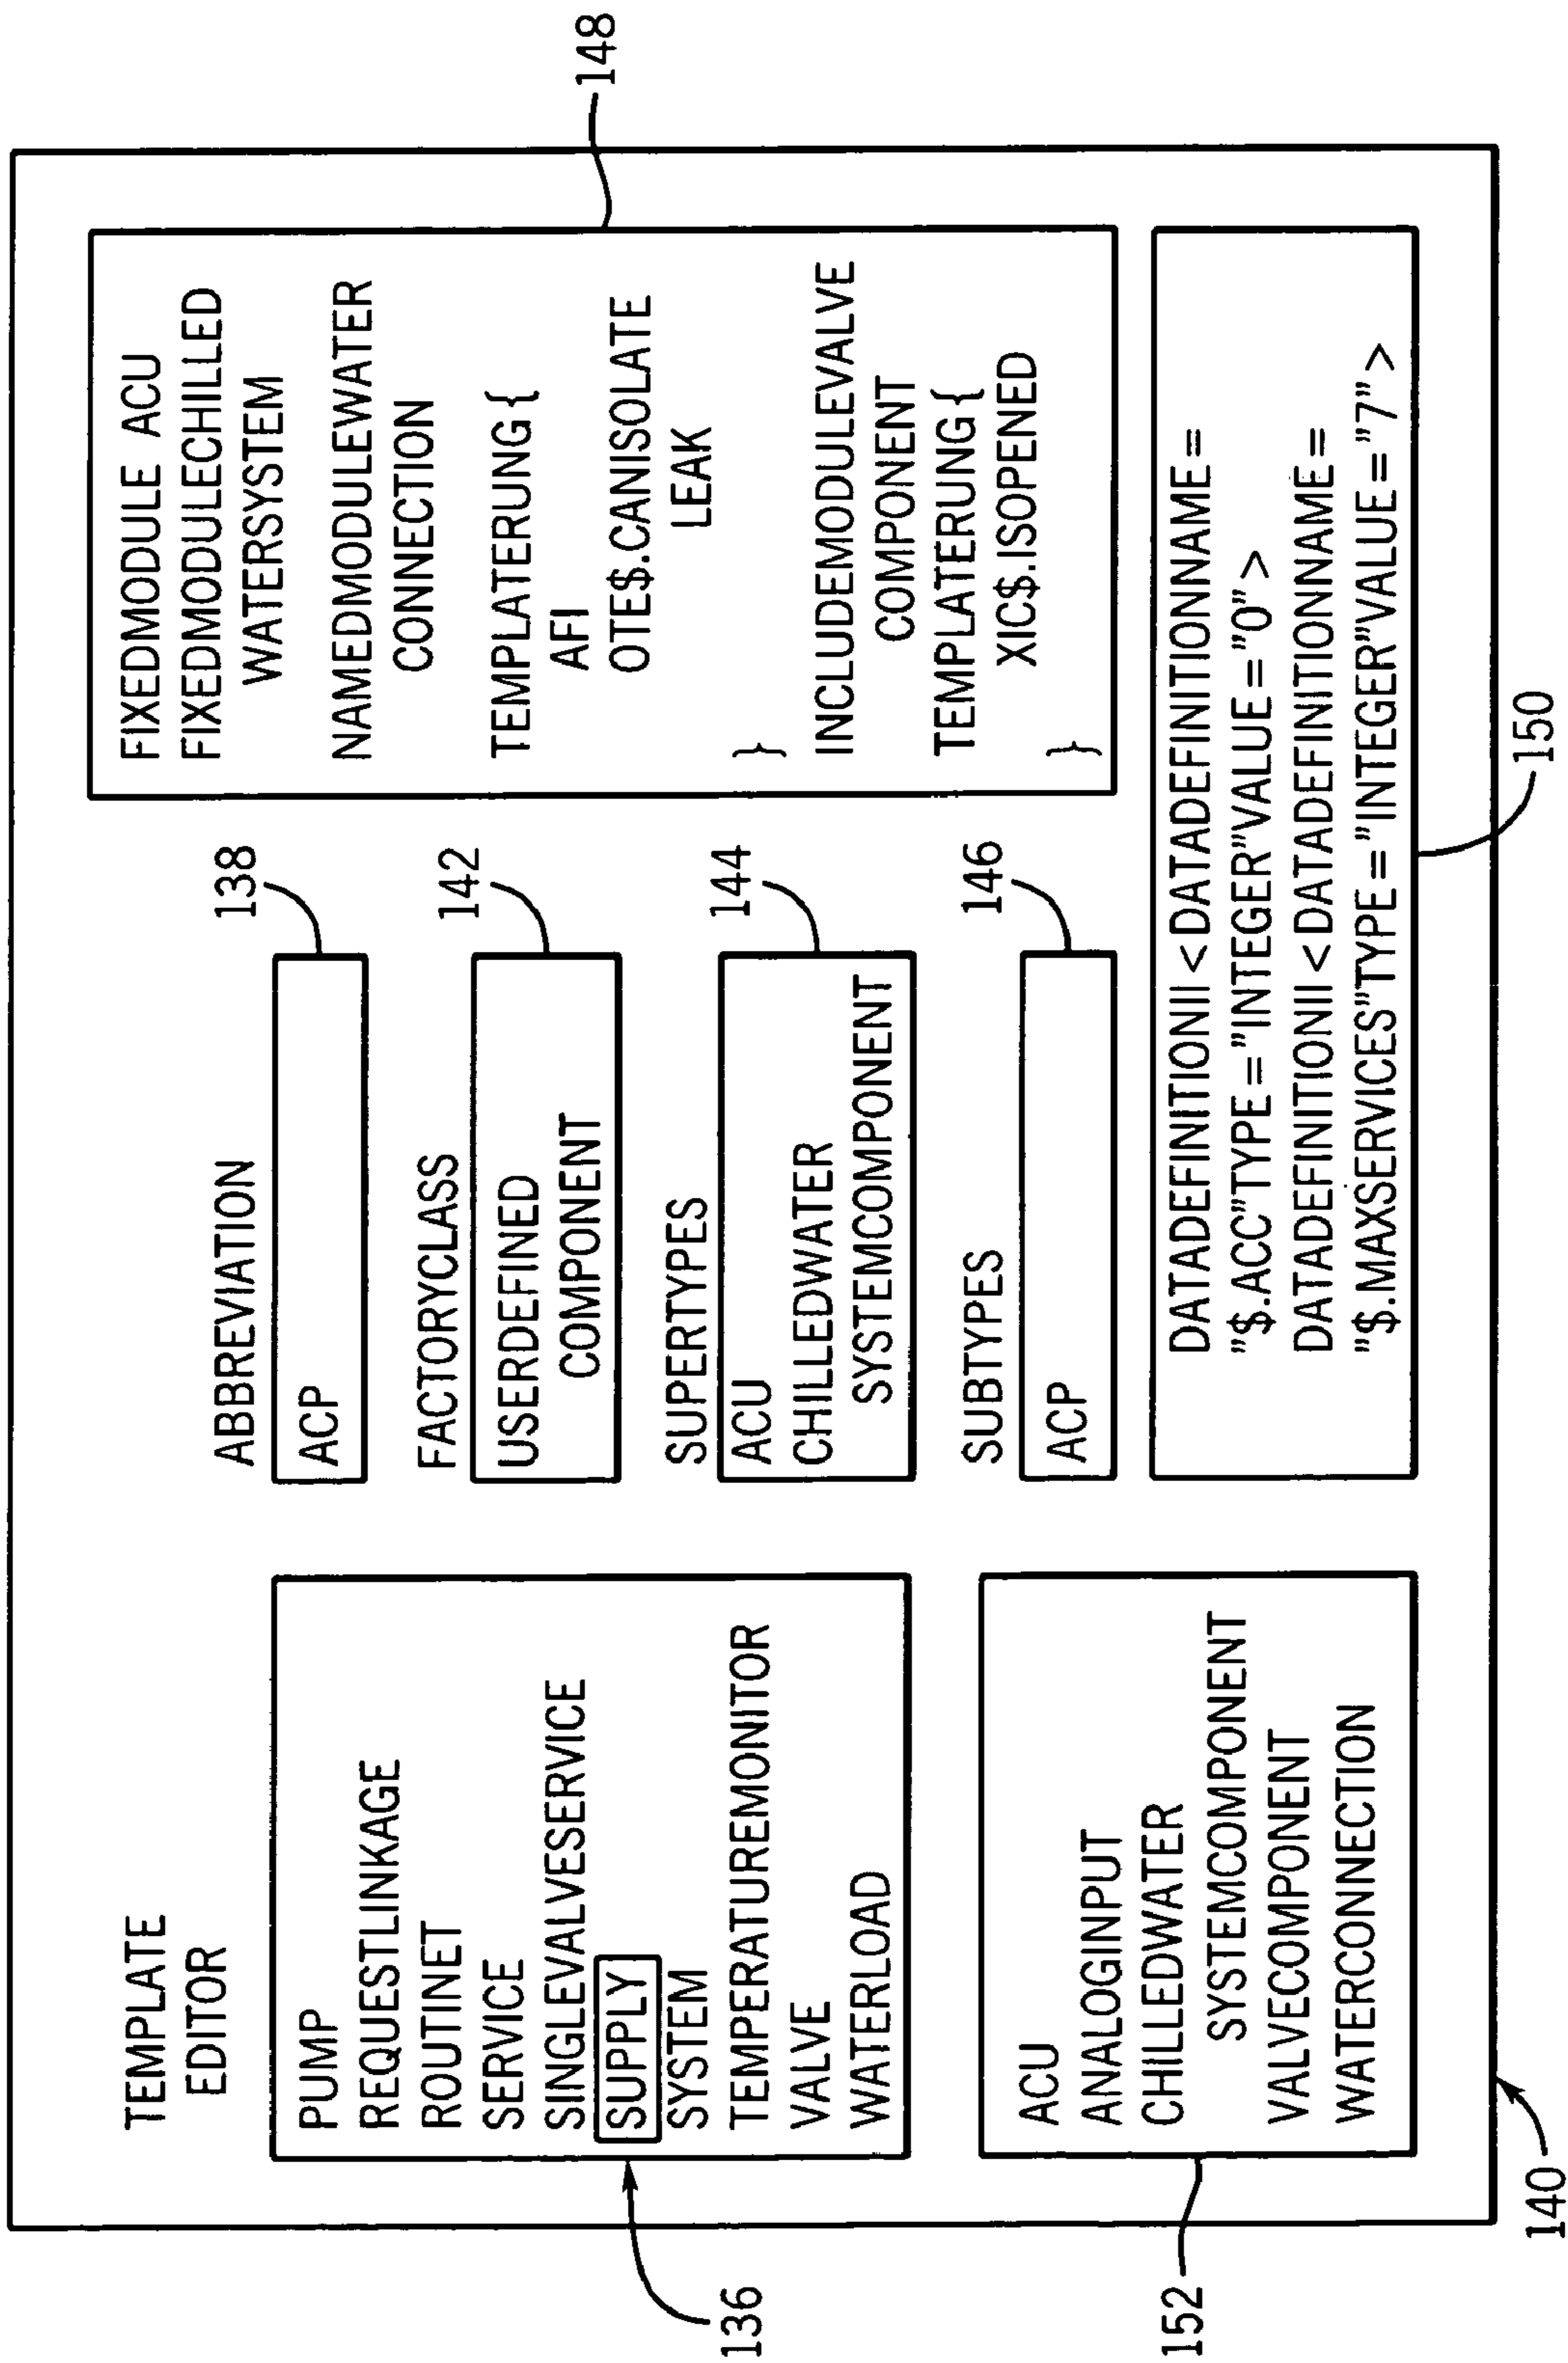 TEMPLATE
EDITOR
PUMP
REQUESTLINKAGE
ROUTINET
SERVICE
SINGLEVALVESERVICE
SUPPLY
SYSTEM
TEMPERATUREMONITOR
VALVE
WATERLOAD
136
ACU
ANALOGINPUT
CHILLEDWATER
SYSTEMCOMPONENT
VALVECOMPONENT
WATERCONNECTION
152
140
ABBREVIATION
ACP
138
FACTORYCLASS
USERDEFINED
COMPONENT
142
SUPERTYPES
ACU
CHILLEDWATER
SYSTEMCOMPONENT
144
SUBTYPES
ACP
146
FIXEDMODULE ACU
FIXEDMODULECHILLED
WATERSYSTEM
NAMEDMODULEWATER
CONNECTION
TEMPLATERUNG {
AFI
OTE$.CANISOLATE
LEAK
}
INCLUDEMODULEVALVE
COMPONENT
TEMPLATERUNG {
XIC$.ISOPENED
}
148
DATADEFINITIONII < DATADEFINITIONNAME =
"$.ACC"TYPE = "INTEGER"VALUE = "0" >
DATADEFINITIONII < DATADEFINITIONNAME =
"$.MAXSERVICES"TYPE = "INTEGER"VALUE = "7" >
150